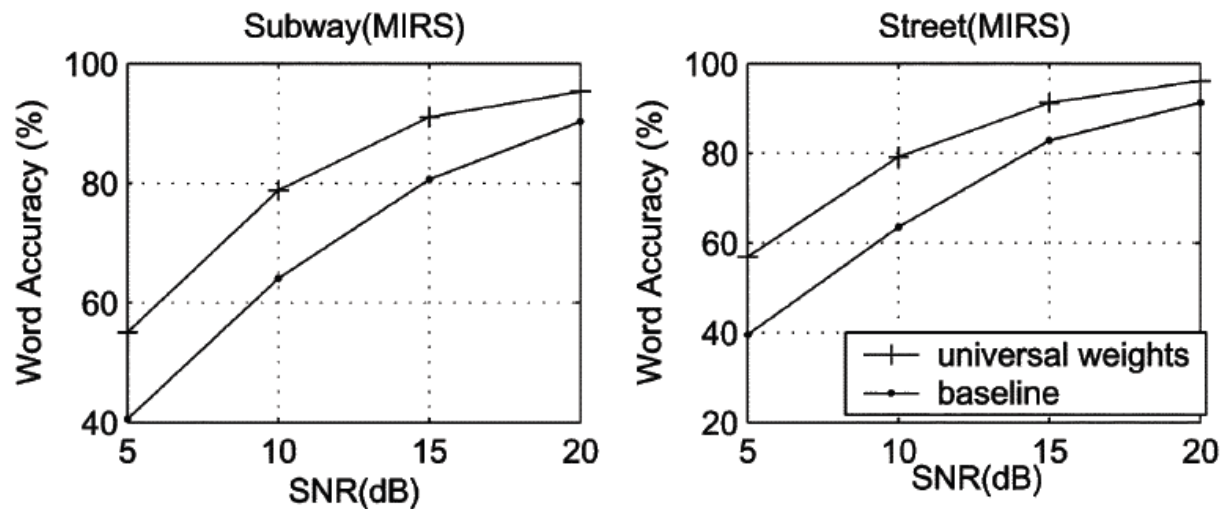 Subway(MIRS)
Word Accuracy (%)
100
80
60
40
5 10 15 20
SNR(dB)
Street(MIRS)
Word Accuracy (%)
100
80
60
40
20
universal weights
baseline
5 10 15 20
SNR(dB)